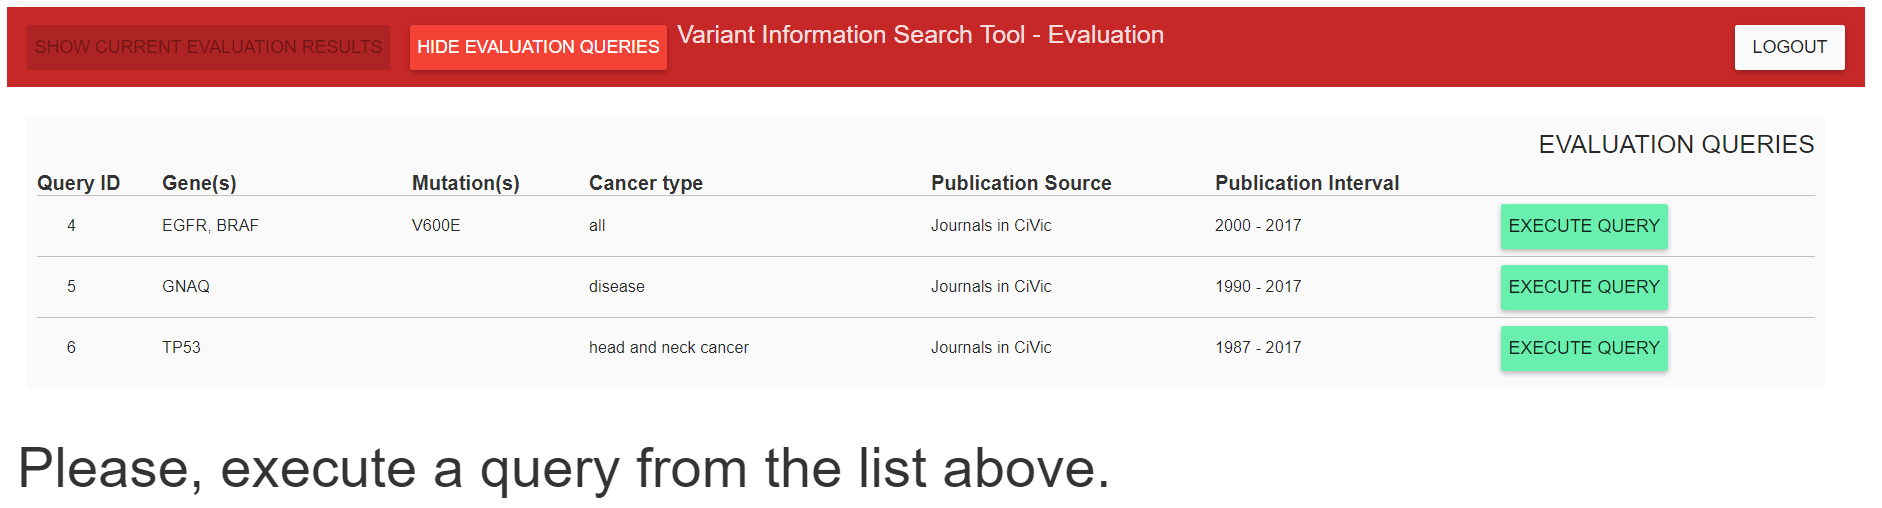 SHOW CURRENT EVALUATION RESULTS HIDE EVALUATION QUERIES Variant Information Search Tool - Evaluation LOGOUT
EVALUATION QUERIES
Query ID Gene(s) Mutation(s) Cancer type Publication Source Publication Interval
4 EGFR, BRAF V600E all Journals in CiVic 2000 - 2017 EXECUTE QUERY
5 GNAQ disease Journals in CiVic 1990 - 2017 EXECUTE QUERY
6 TP53 head and neck cancer Journals in CiVic 1987 - 2017 EXECUTE QUERY
Please, execute a query from the list above.